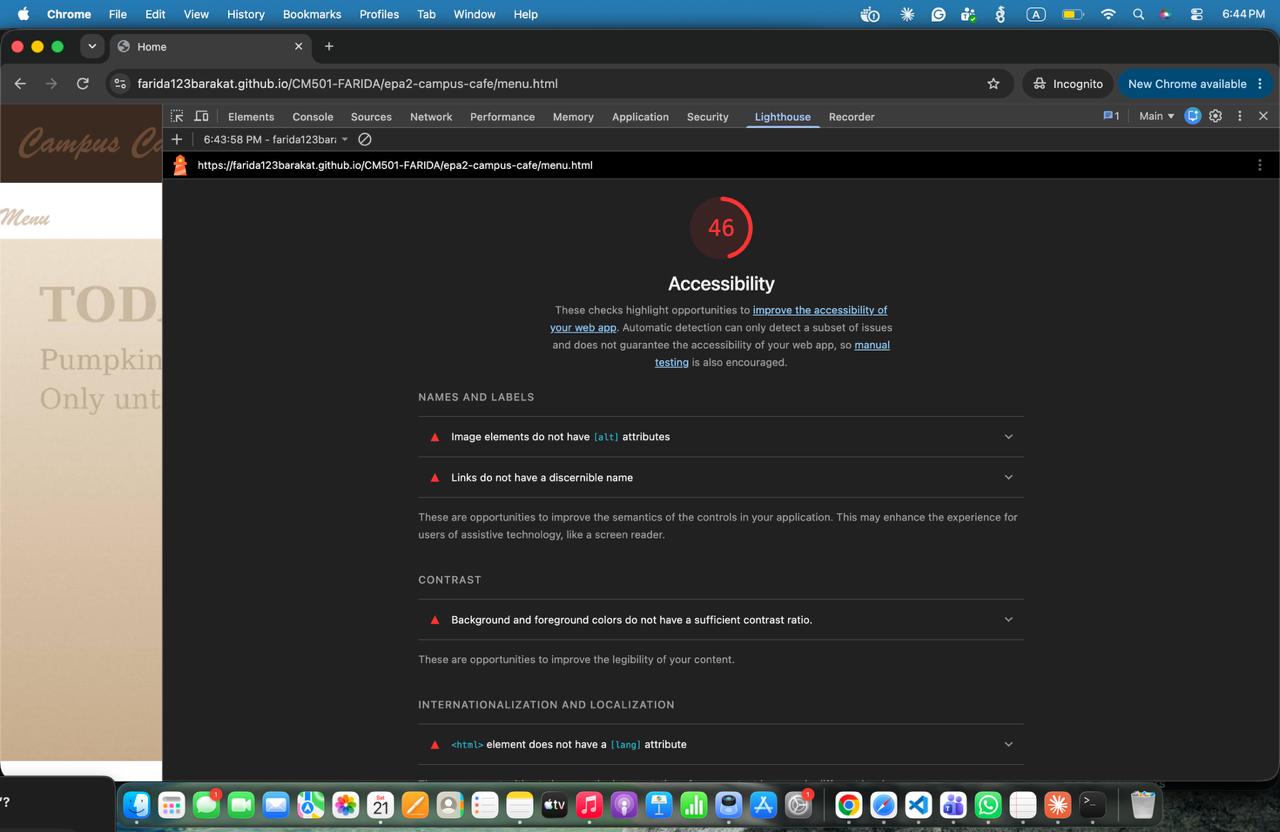 Chrome File Edit View History Bookmarks Profiles Tab Window Help A 6:44 PM
Home
farida123barakat.github.io/CM501-FARIDA/epa2-campus-cafe/menu.html Incognito New Chrome available
Elements Console Sources Network Performance Memory Application Security Lighthouse Recorder 1 Main
6:43:58 PM - farida123bar
https://farida123barakat.github.io/CM501-FARIDA/epa2-campus-cafe/menu.html
Campus Ca
Menu
TODA
Pumpkin
Only unt
46
Accessibility
These checks highlight opportunities to improve the accessibility of
your web app. Automatic detection can only detect a subset of issues
and does not guarantee the accessibility of your web app, so manual
testing is also encouraged.
NAMES AND LABELS
Image elements do not have [alt] attributes
Links do not have a discernible name
These are opportunities to improve the semantics of the controls in your application. This may enhance the experience for
users of assistive technology, like a screen reader.
CONTRAST
Background and foreground colors do not have a sufficient contrast ratio.
These are opportunities to improve the legibility of your content.
INTERNATIONALIZATION AND LOCALIZATION
<html> element does not have a [lang] attribute
?
1
Sat
21
tv
1